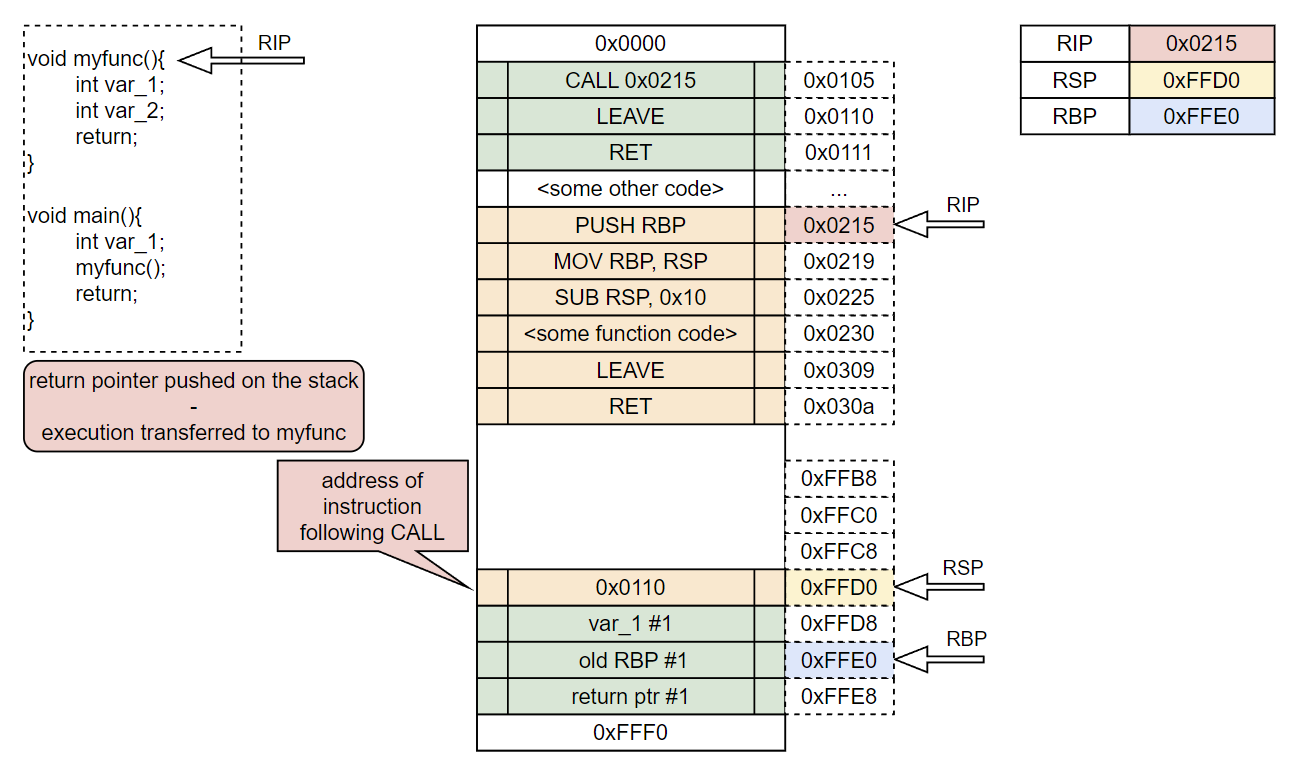 void myfunc(){
int var_1;
int var_2;
return;
}
void main(){
int var_1;
myfunc();
return;
}
RIP
return pointer pushed on the stack
-
execution transferred to myfunc
address of
instruction
following CALL
0x0000
CALL 0x0215 0x0105
LEAVE 0x0110
RET 0x0111
<some other code> ...
PUSH RBP 0x0215 RIP
MOV RBP, RSP 0x0219
SUB RSP, 0x10 0x0225
<some function code> 0x0230
LEAVE 0x0309
RET 0x030a
0xFFB8
0xFFC0
0xFFC8
0x0110 0xFFD0 RSP
var_1 #1 0xFFD8
old RBP #1 0xFFE0 RBP
return ptr #1 0xFFE8
0xFFF0
RIP 0x0215
RSP 0xFFD0
RBP 0xFFE0